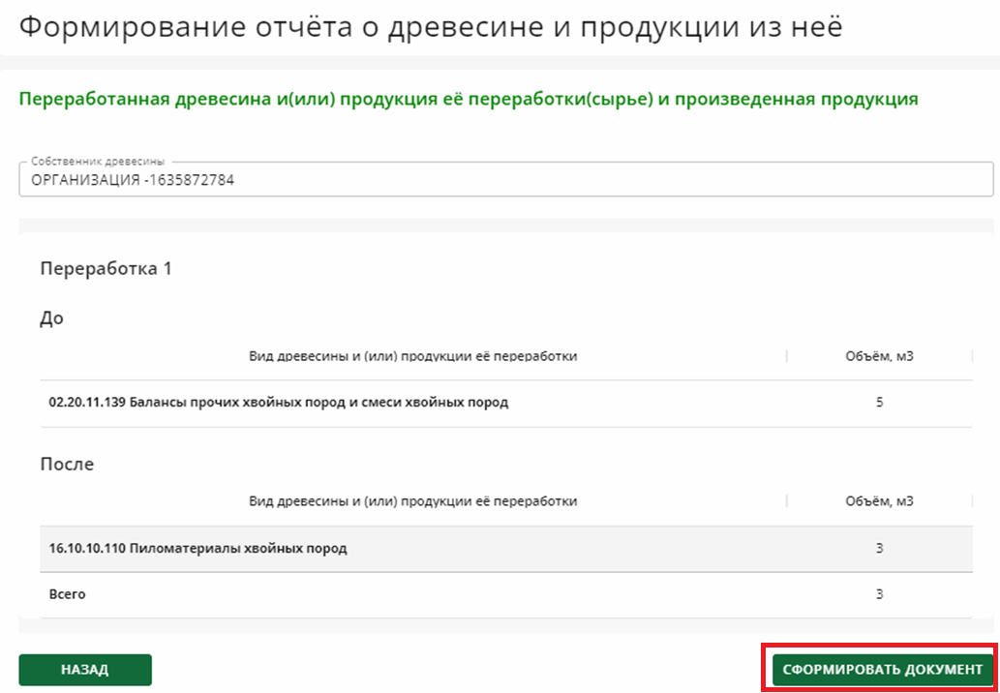 Формирование отчёта о древесине и продукции из неё
Переработанная древесина и(или) продукция её переработки(сырье) и произведенная продукция
Собственник древесины
ОРГАНИЗАЦИЯ -1635872784
Переработка 1
До
Вид древесины и (или) продукции её переработки Объём, м3
02.20.11.139 Балансы прочих хвойных пород и смеси хвойных пород 5
После
Вид древесины и (или) продукции её переработки Объём, м3
16.10.10.110 Пиломатериалы хвойных пород 3
Всего 3
НАЗАД СФОРМИРОВАТЬ ДОКУМЕНТ